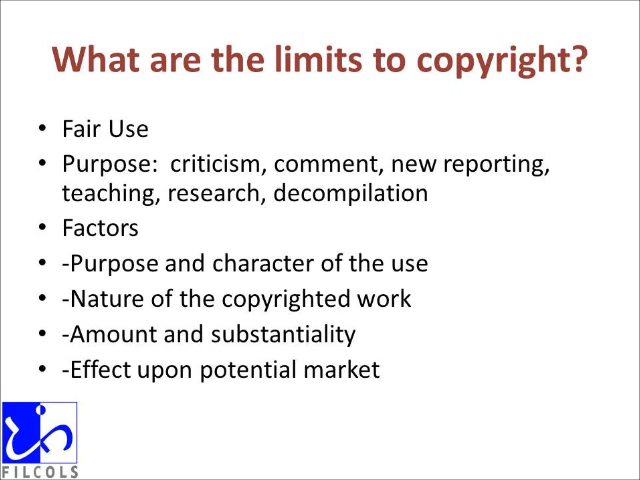 What are the limits to copyright?
• Fair Use
• Purpose:  criticism, comment, new reporting,
teaching, research, decompilation
• Factors
• -Purpose and character of the use
• -Nature of the copyrighted work
• -Amount and substantiality
• -Effect upon potential market
FILCOLS